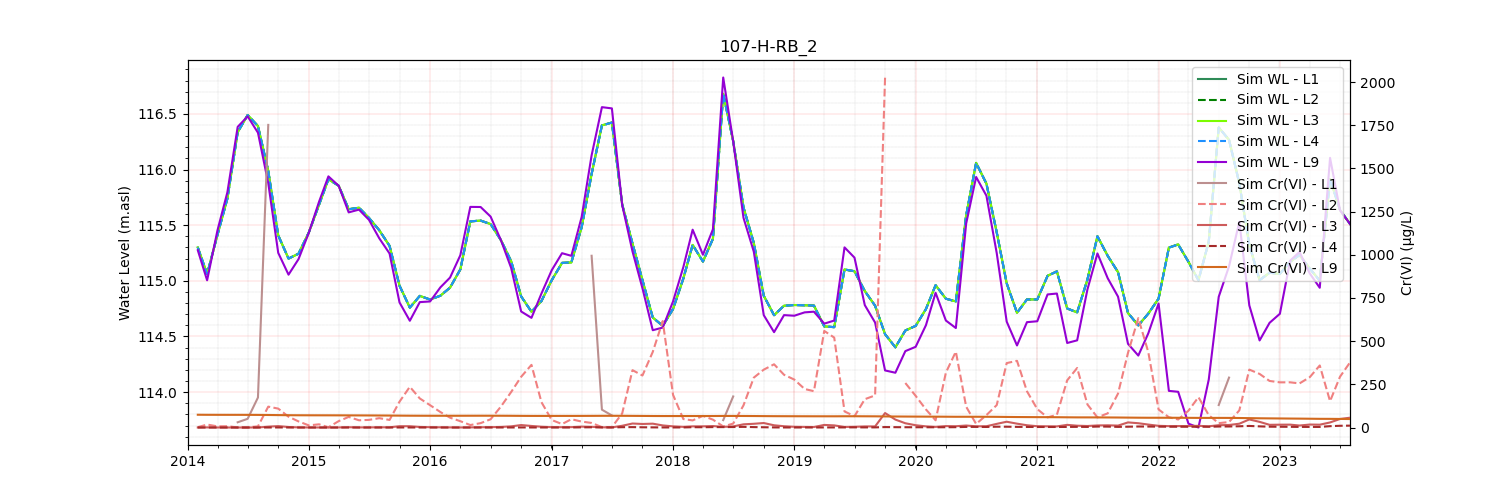 107-H-RB_2
Water Level (m.asl)
116.5
116.0
115.5
115.0
114.5
114.0
2014
2015
2016
2017
2018
2019
2020
2021
2022
2023
Cr(VI) (µg/L)
2000
1750
1500
1250
1000
750
500
250
0
Sim WL - L1
Sim WL - L2
Sim WL - L3
Sim WL - L4
Sim WL - L9
Sim Cr(VI) - L1
Sim Cr(VI) - L2
Sim Cr(VI) - L3
Sim Cr(VI) - L4
Sim Cr(VI) - L9